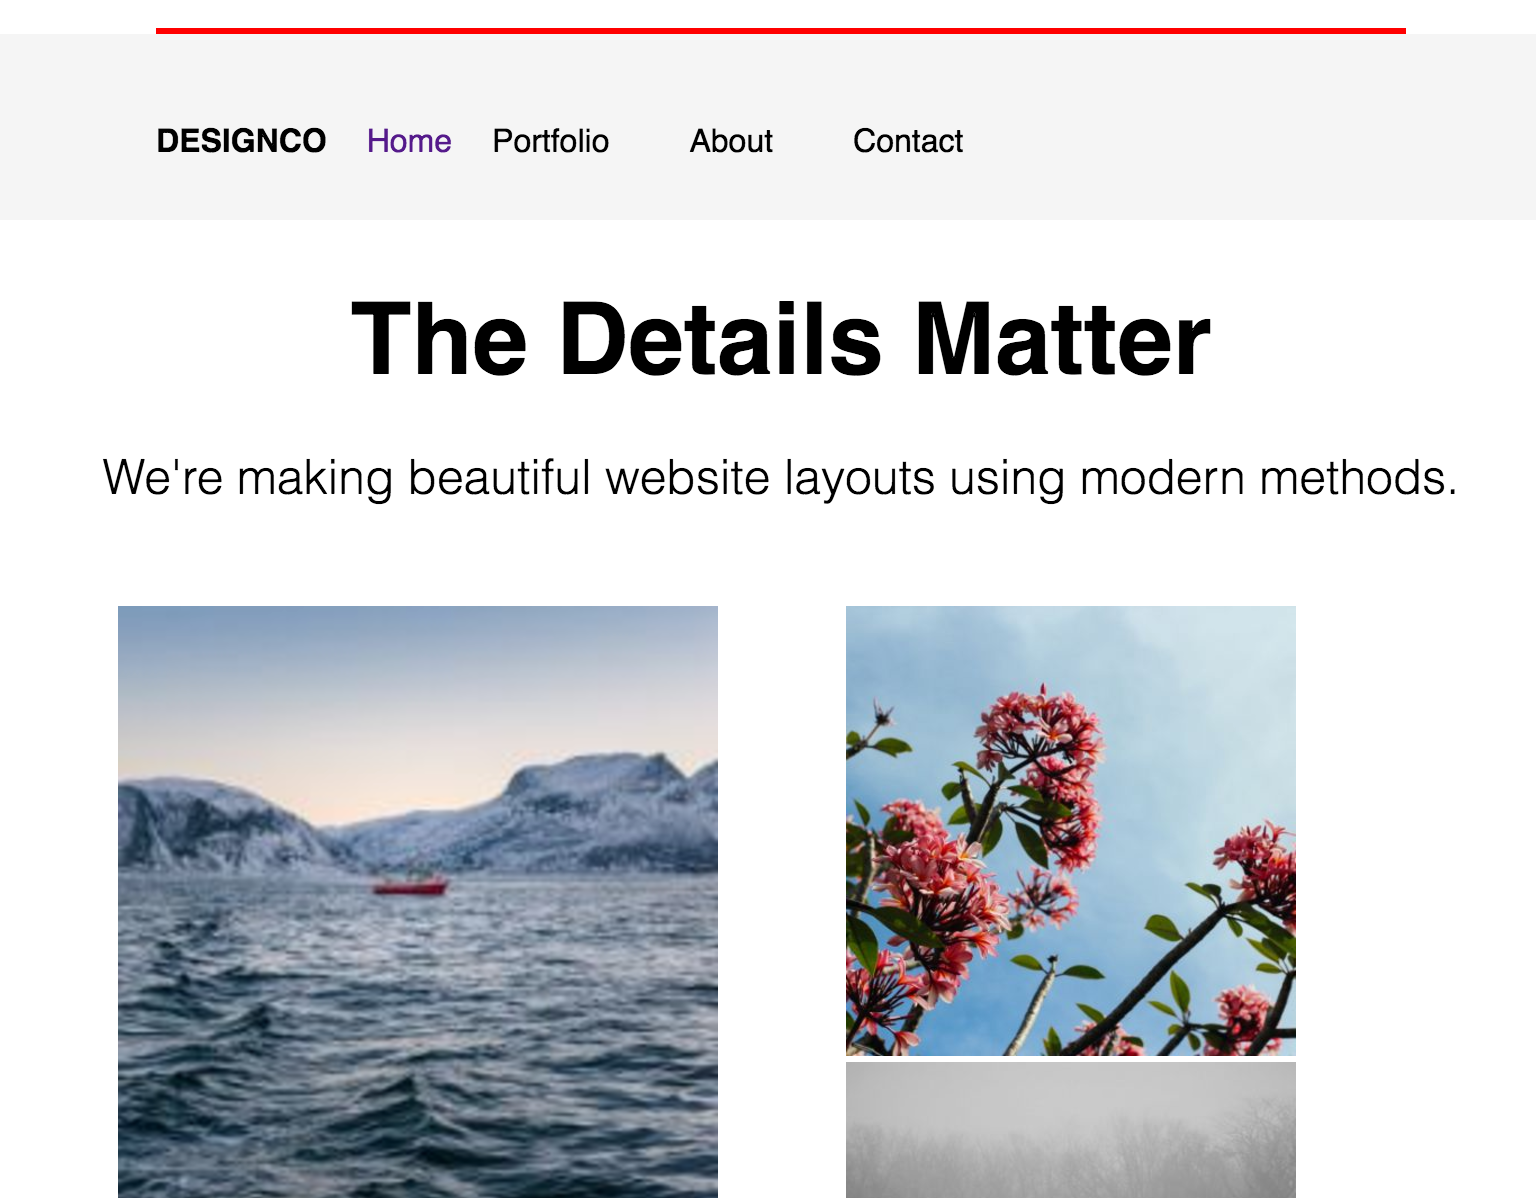 DESIGNCO Home Portfolio About Contact
The Details Matter
We're making beautiful website layouts using modern methods.